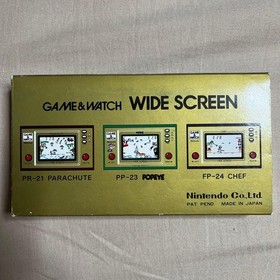 GAME&WATCH WIDE SCREEN
PR-21 PARACHUTE PP-23 POPEYE FP-24 CHEF
Nintendo Co.,Ltd.
PAT. PEND. MADE IN JAPAN